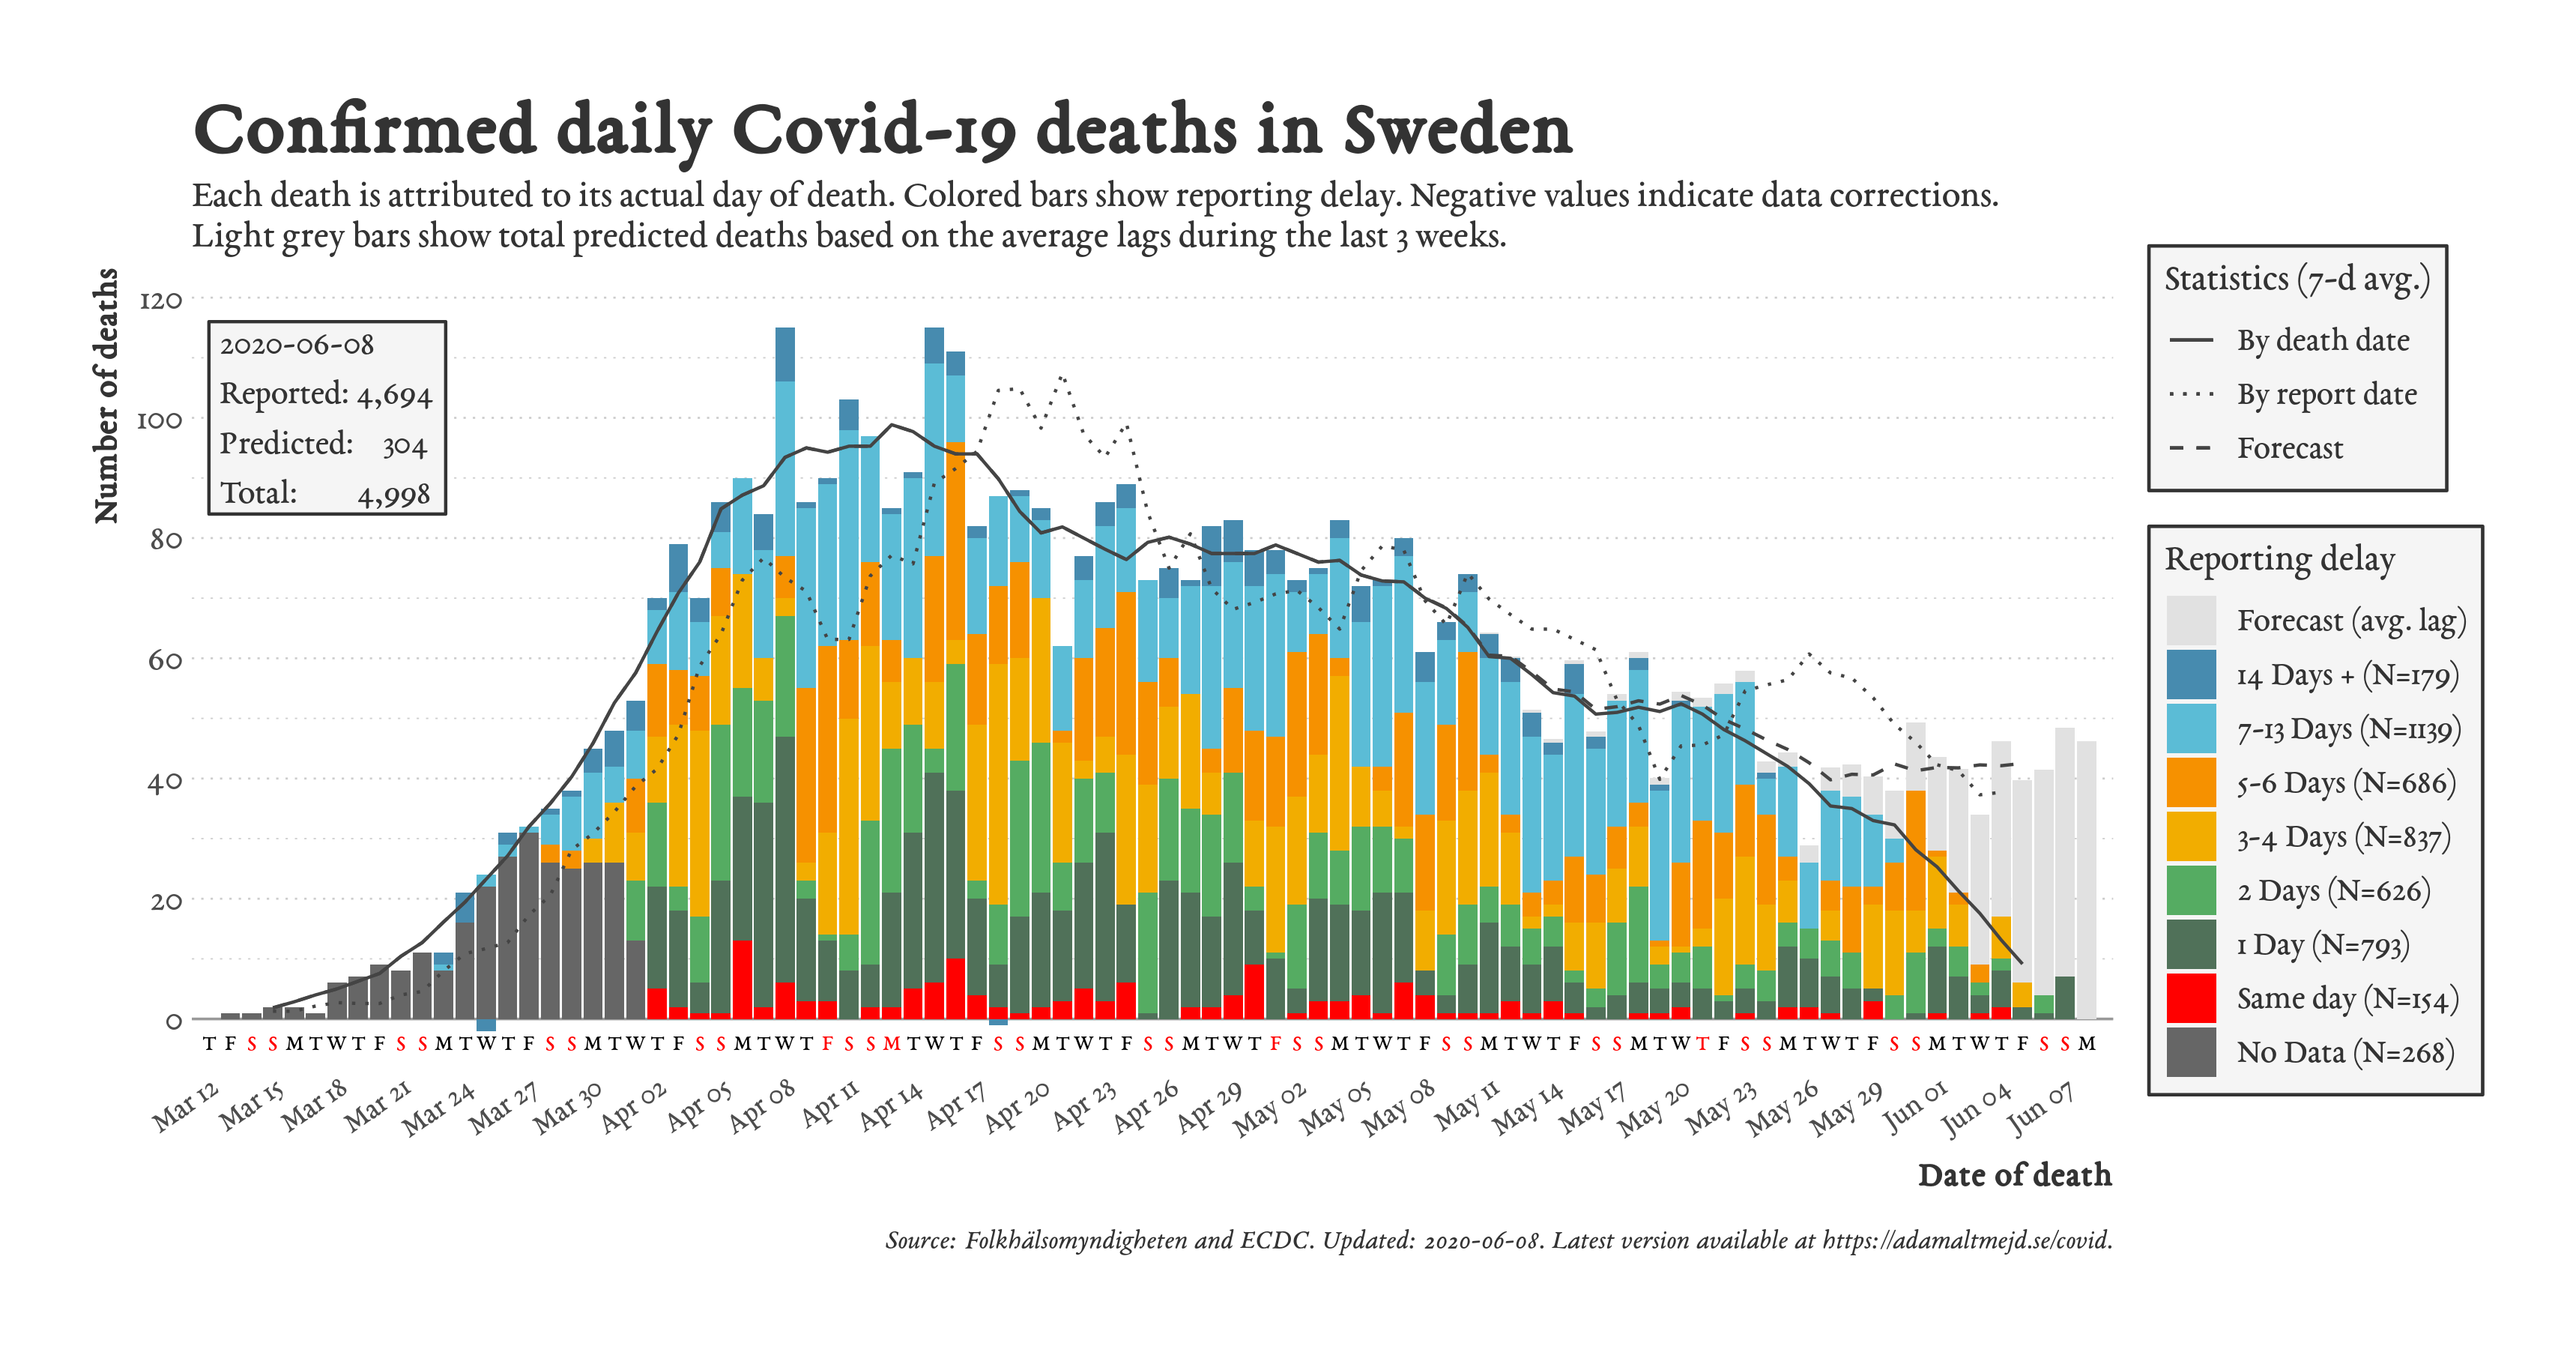 Confirmed daily Covid-19 deaths in Sweden
Each death is attributed to its actual day of death. Colored bars show reporting delay. Negative values indicate data corrections.
Light grey bars show total predicted deaths based on the average lags during the last 3 weeks.
Number of deaths
120
100
80
60
40
20
0
2020-06-08
Reported: 4,694
Predicted: 304
Total: 4,998
Statistics (7-d avg.)
By death date
By report date
Forecast
Reporting delay
Forecast (avg. lag)
14 Days + (N=179)
7-13 Days (N=1139)
5-6 Days (N=686)
3-4 Days (N=837)
2 Days (N=626)
1 Day (N=793)
Same day (N=154)
No Data (N=268)
T F S S M T W T F S S M T W T F S S M T W T F S S M T W T F S S M T W T F S S M T W T F S S M T W T F S S M T W T F S S M T W T F S S M T W T F S S M T W T F S S M T W T F S S M
Mar 12 Mar 15 Mar 18 Mar 21 Mar 24 Mar 27 Mar 30 Apr 02 Apr 05 Apr 08 Apr 11 Apr 14 Apr 17 Apr 20 Apr 23 Apr 26 Apr 29 May 02 May 05 May 08 May 11 May 14 May 17 May 20 May 23 May 26 May 29 Jun 01 Jun 04 Jun 07
Date of death
Source: Folkhälsomyndigheten and ECDC. Updated: 2020-06-08. Latest version available at https://adamaltmejd.se/covid.